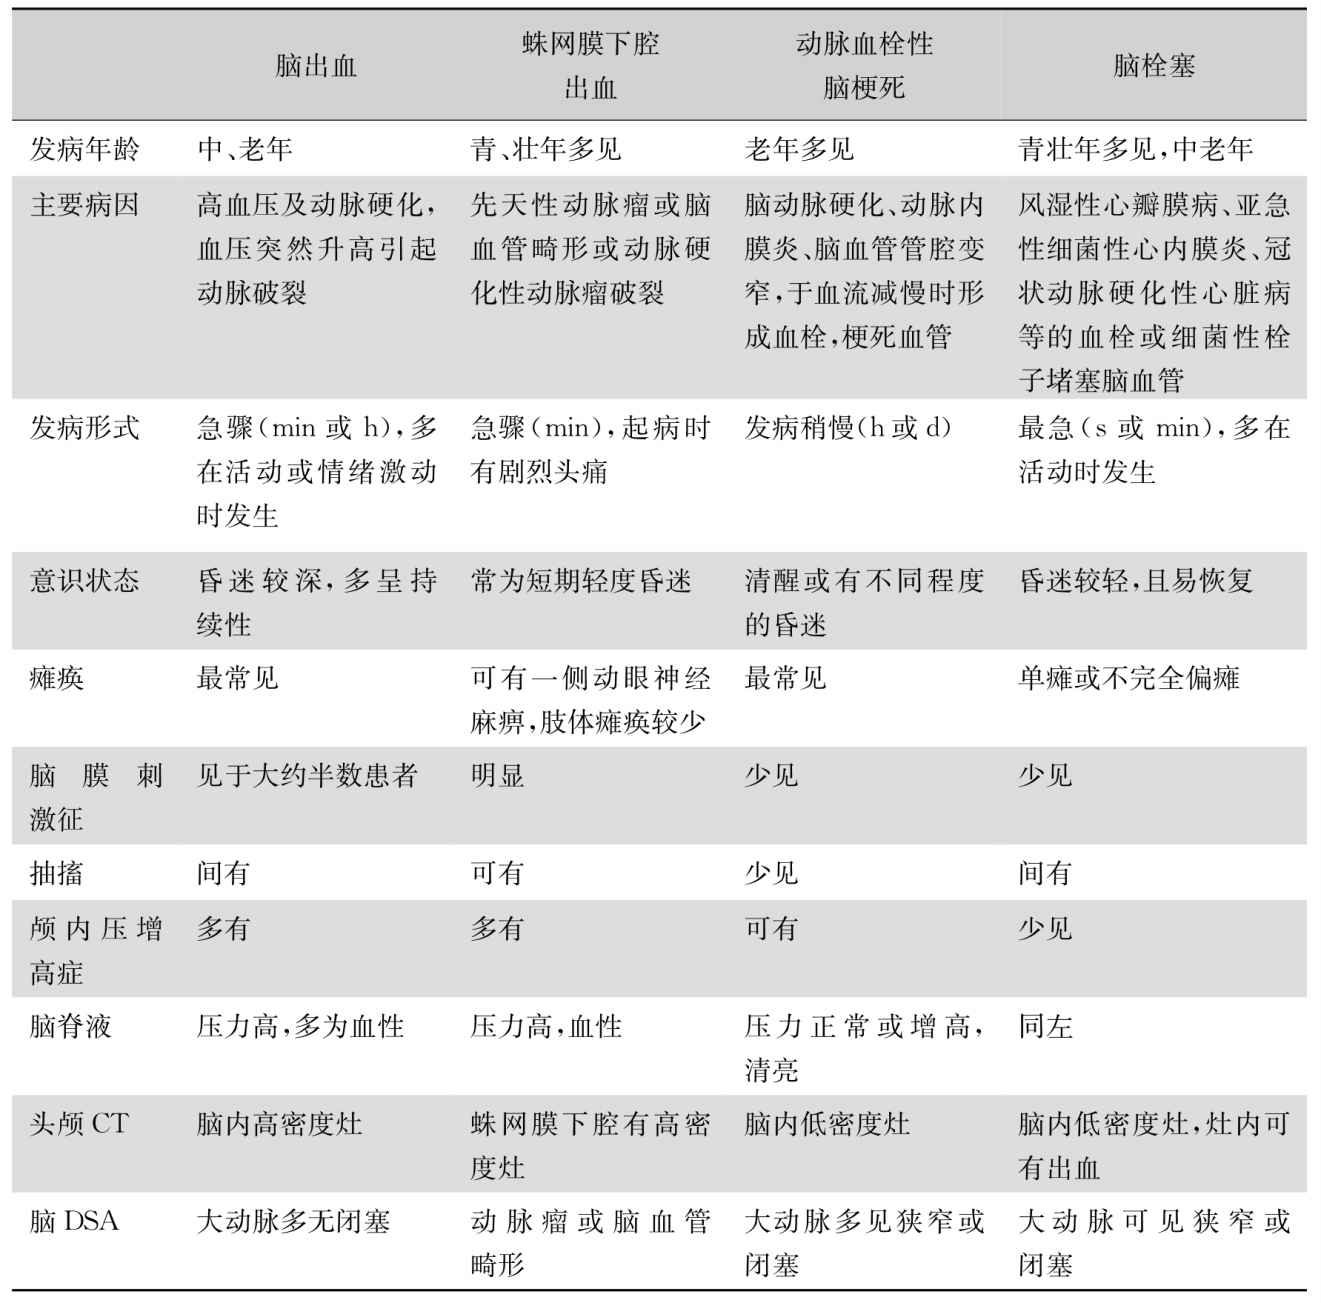 脑出血
蛛网膜下腔
出血
动脉血栓性
脑梗死
脑栓塞
发病年龄
中、老年
青、壮年多见
老年多见
青壮年多见,中老年
主要病因
高血压及动脉硬化,
血压突然升高引起
动脉破裂
先天性动脉瘤或脑
血管畸形或动脉硬
化性动脉瘤破裂
脑动脉硬化、动脉内
膜炎、脑血管管腔变
窄,于血流减慢时形
成血栓,梗死血管
风湿性心瓣膜病、亚急
性细菌性心内膜炎、冠
状动脉硬化性心脏病
等的血栓或细菌性栓
子堵塞脑血管
发病形式
急骤(min 或 h),多
在活动或情绪激动
时发生
急骤(min),起病时
有剧烈头痛
发病稍慢(h 或 d)
最急(s 或 min),多在
活动时发生
意识状态
昏迷较深,多呈持
续性
常为短期轻度昏迷
清醒或有不同程度
的昏迷
昏迷较轻,且易恢复
瘫痪
最常见
可有一侧动眼神经
麻痹,肢体瘫痪较少
最常见
单瘫或不完全偏瘫
脑膜刺
激征
见于大约半数患者
明显
少见
少见
抽搐
间有
可有
少见
间有
颅内压增
高症
多有
多有
可有
少见
脑脊液
压力高,多为血性
压力高,血性
压力正常或增高,
清亮
同左
头颅 CT
脑内高密度灶
蛛网膜下腔有高密
度灶
脑内低密度灶
脑内低密度灶,灶内可
有出血
脑 DSA
大动脉多无闭塞
动脉瘤或脑血管
畸形
大动脉多见狭窄或
闭塞
大动脉可见狭窄或
闭塞